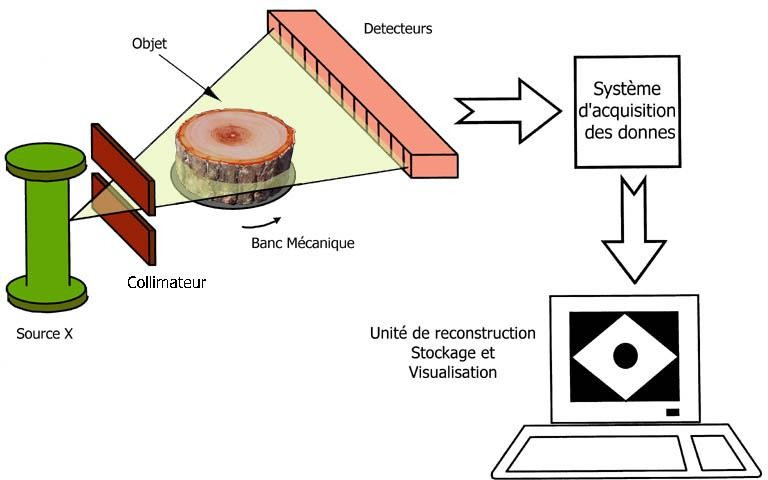 Detecteurs
Objet
Système
d'acquisition
des donnes
Banc Mécanique
Collimateur
Source X
Unité de reconstruction
Stockage et
Visualisation